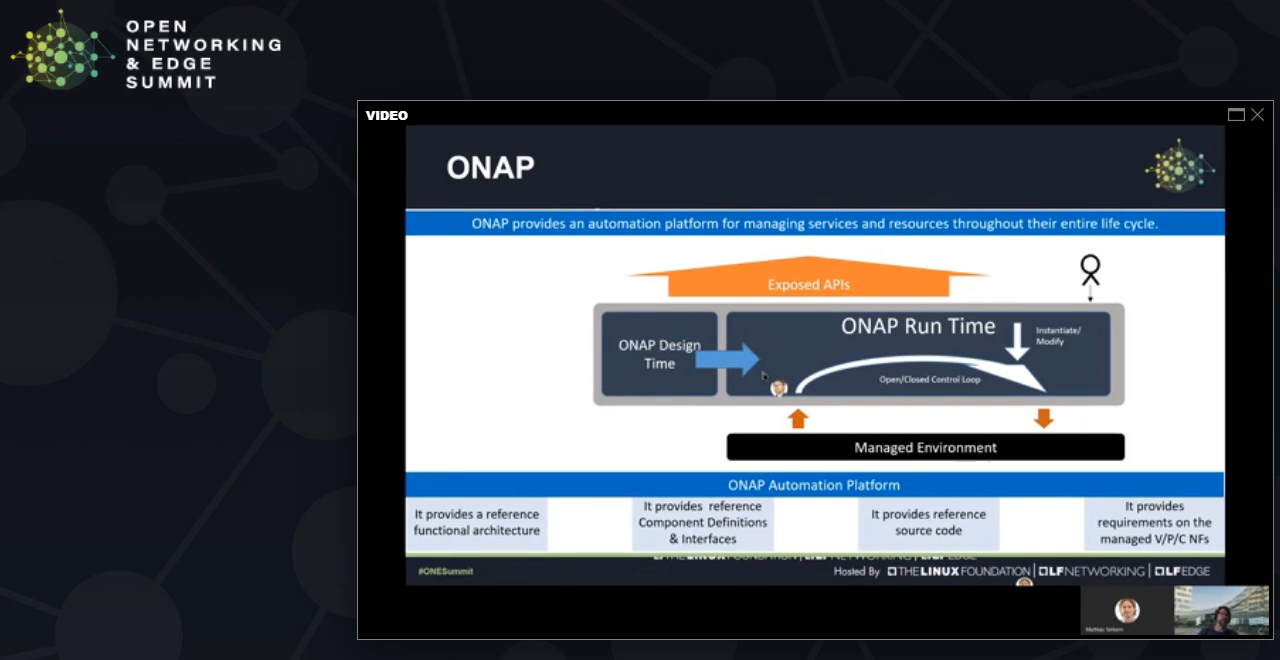 OPEN
NETWORKING
& EDGE
SUMMIT
VIDEO
ONAP
ONAP provides an automation platform for managing services and resources throughout their entire life cycle.
Exposed APIs
ONAP Design
Time
ONAP Run Time
Instantiate/
Modify
Open/Closed Control Loop
Managed Environment
ONAP Automation Platform
It provides a reference
functional architecture
It provides reference
Component Definitions
& Interfaces
It provides reference
source code
It provides
requirements on the
managed V/P/C NFs
#ONESummit
Hosted By THE LINUX FOUNDATION | LFNETWORKING | LFEDGE